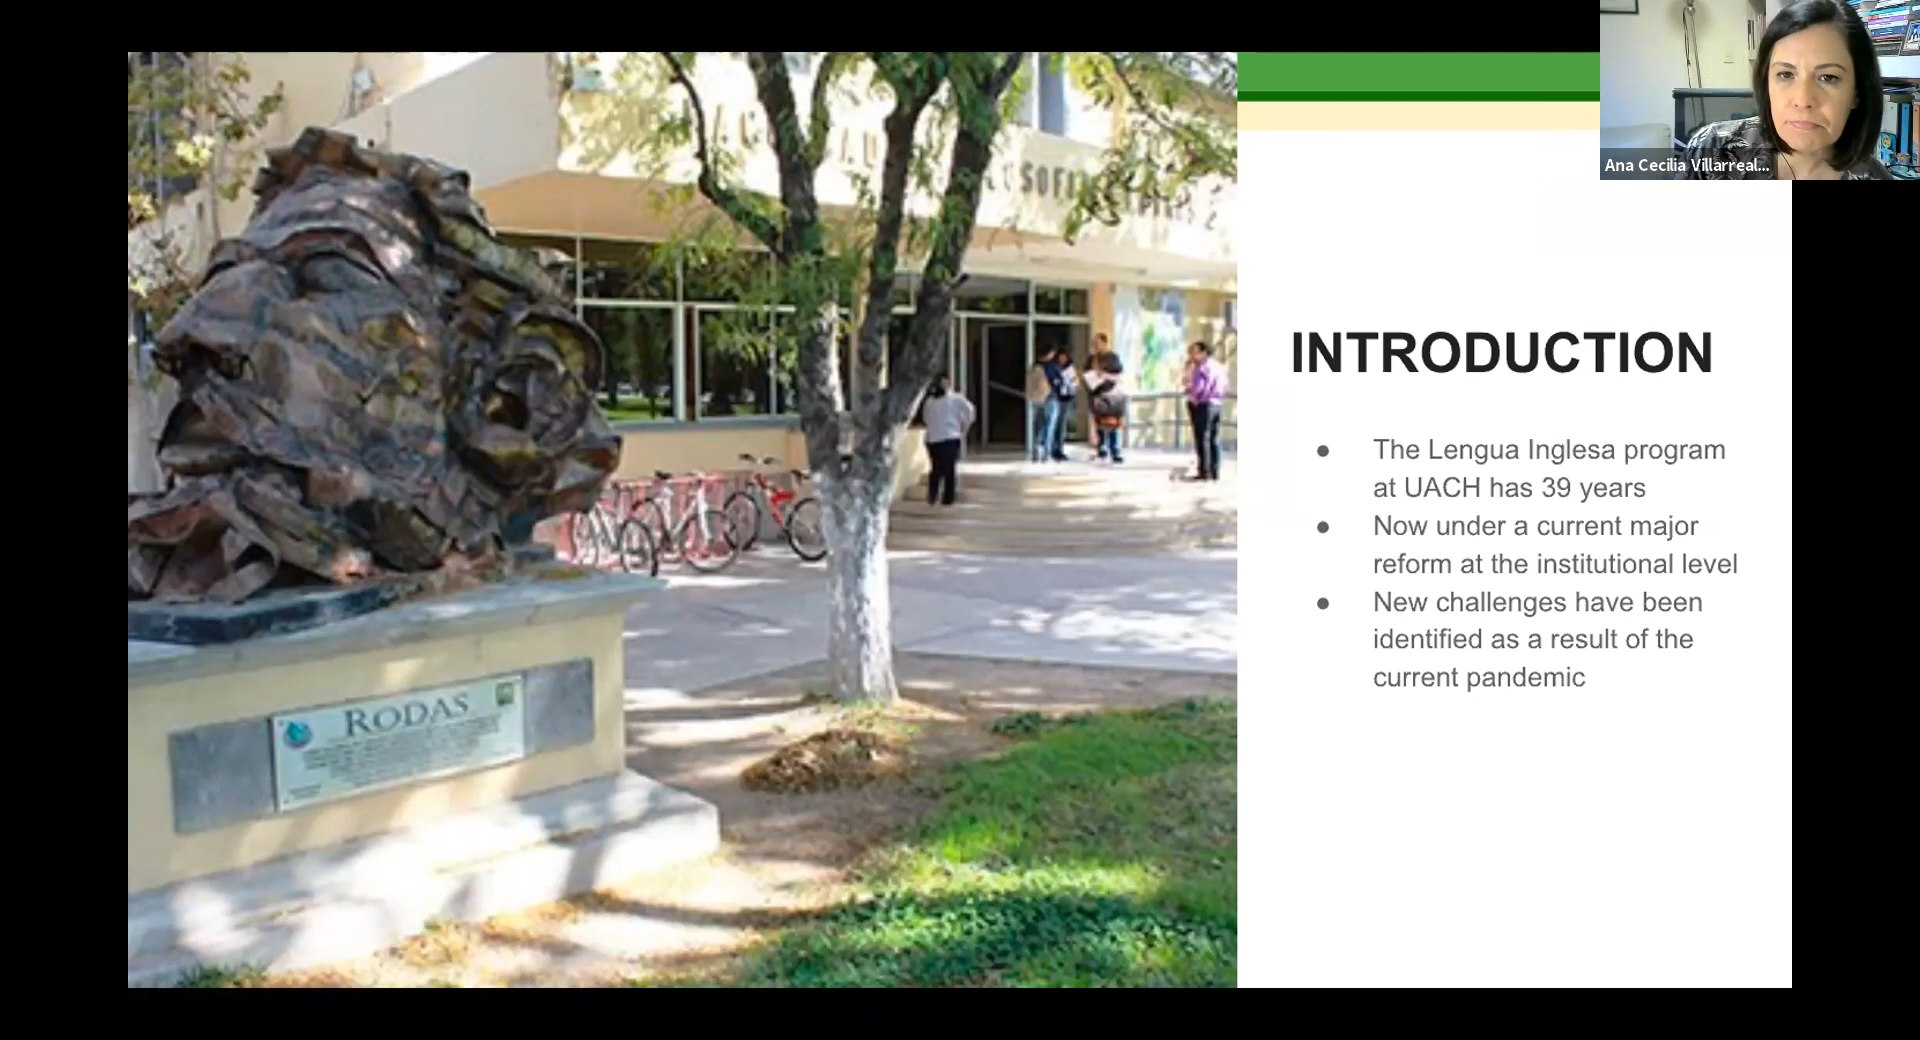 Ana Cecilia Villarreal...
SOFI
RODAS
INTRODUCTION
● The Lengua Inglesa program
at UACH has 39 years
● Now under a current major
reform at the institutional level
● New challenges have been
identified as a result of the
current pandemic